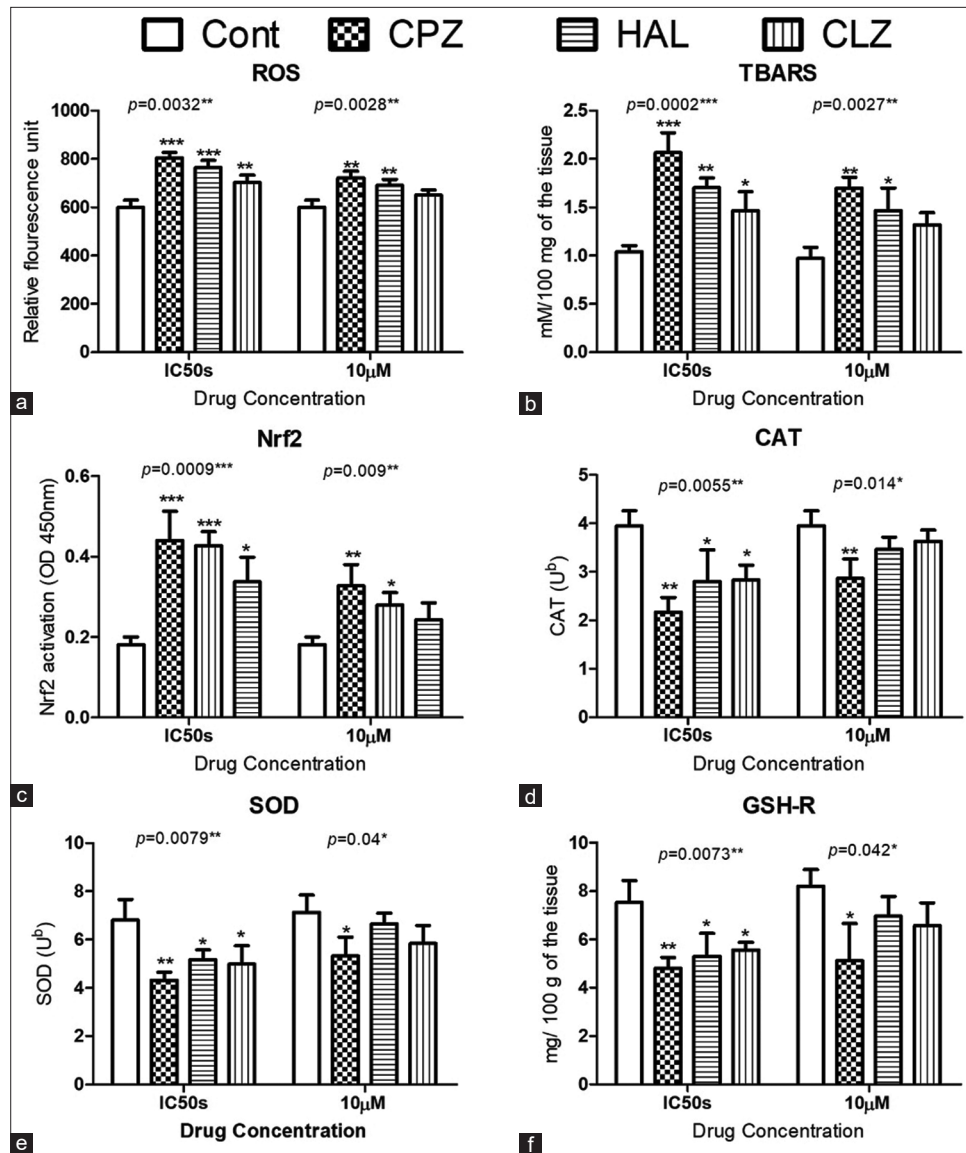 Cont CPZ HAL CLZ
ROS
p=0.0032** p=0.0028**
Relative flourescence unit
1000
800
600
400
200
0
*** *** ** ** **
IC50s 10μM
Drug Concentration
a
TBARS
p=0.0002*** p=0.0027**
mM/100 mg of the tissue
2.5
2.0
1.5
1.0
0.5
0.0
*** ** * ** *
IC50s 10μM
Drug Concentration
b
Nrf2
p=0.0009*** p=0.009**
Nrf2 activation (OD 450nm)
0.6
0.4
0.2
0.0
*** *** * ** *
IC50s 10μM
Drug Concentration
c
CAT
p=0.0055** p=0.014*
CAT (Uᵇ)
5
4
3
2
1
0
** * * **
IC50s 10μM
Drug Concentration
d
SOD
p=0.0079** p=0.04*
SOD (Uᵇ)
10
8
6
4
2
0
** * * *
IC50s 10μM
Drug Concentration
e
GSH-R
p=0.0073** p=0.042*
mg/ 100 g of the tissue
10
8
6
4
2
0
** * * *
IC50s 10μM
Drug Concentration
f